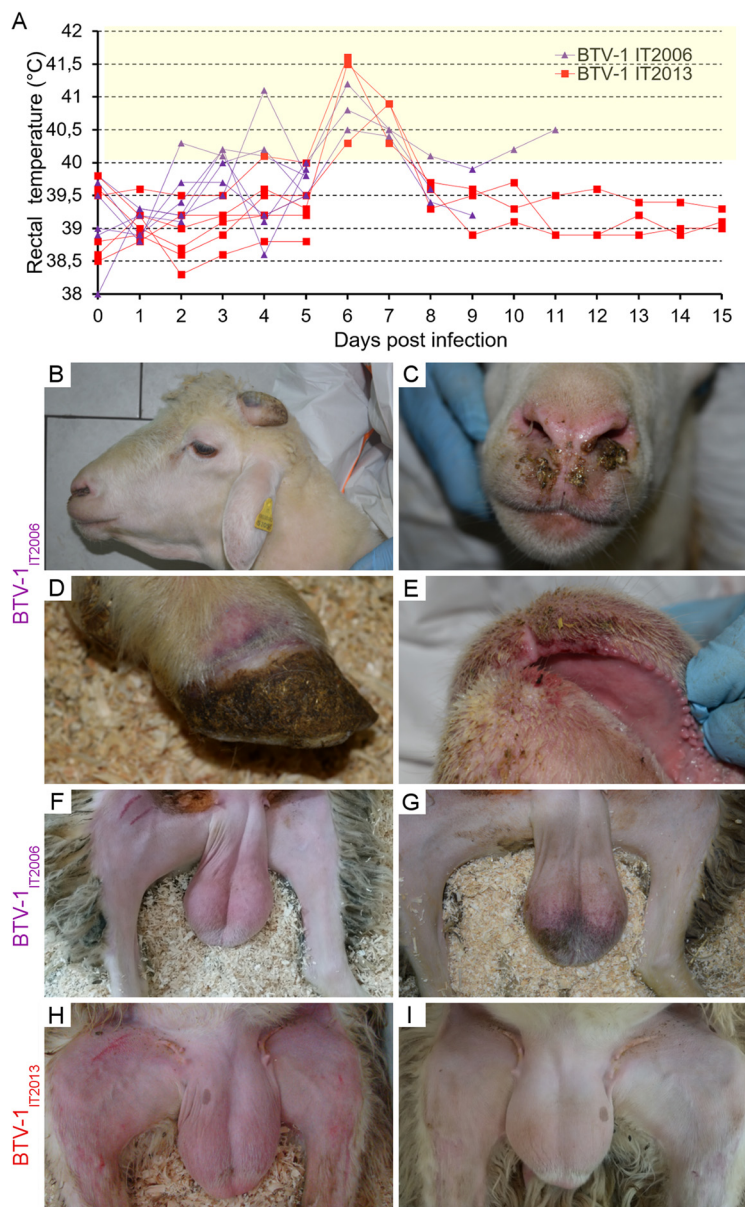 A
Rectal temperature (°C)
42
41,5
41
40,5
40
39,5
39
38,5
38
BTV-1 IT2006
BTV-1 IT2013
0 1 2 3 4 5 6 7 8 9 10 11 12 13 14 15
Days post infection
B
C
BTV-1IT2006
D
E
F
G
BTV-1IT2006
H
I
BTV-1IT2013